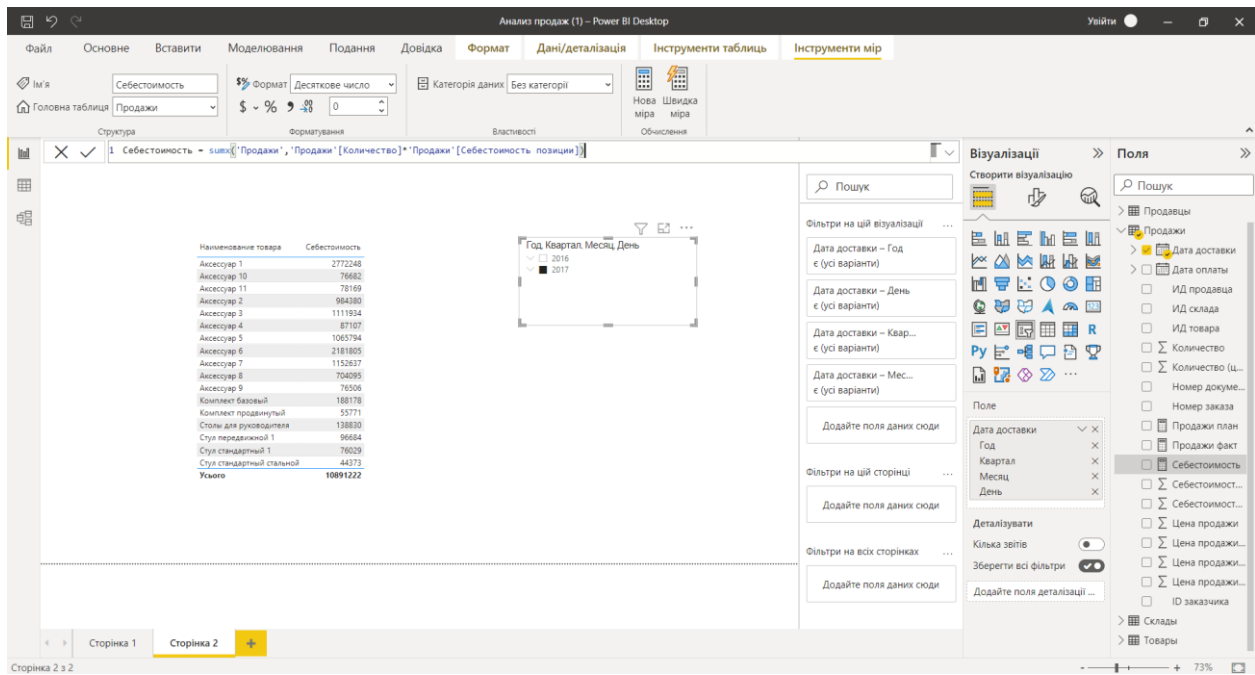 Анализ продаж (1) – Power BI Desktop
Увійти
Файл Основне Вставити Моделювання Подання Довідка Формат Дані/деталізація Інструменти таблиць Інструменти мір
Ім'я Себестоимость
Головна таблиця Продажи
Структура
Формат Десяткове число
$ % 0
Форматування
Категорія даних Без категорії
Властивості
Нова міра
Швидка міра
Обчислення
1 Себестоимость = sumx('Продажи','Продажи'[Количество]*'Продажи'[Себестоимость позиции])
Наименование товара Себестоимость
Аксессуар 1 2772248
Аксессуар 10 76682
Аксессуар 11 78169
Аксессуар 2 984380
Аксессуар 3 1111934
Аксессуар 4 87107
Аксессуар 5 1065794
Аксессуар 6 2181805
Аксессуар 7 1152637
Аксессуар 8 704095
Аксессуар 9 76506
Комплект базовый 188178
Комплект продвинутый 55771
Столы для руководителя 138830
Стул передвижной 1 96684
Стул стандартный 1 76029
Стул стандартный стальной 44373
Усього 10891222
Год, Квартал, Месяц, День
2016
2017
Пошук
Фільтри на цій візуалізації ...
Дата доставки – Год
є (усі варіанти)
Дата доставки – День
є (усі варіанти)
Дата доставки – Квар...
є (усі варіанти)
Дата доставки – Мес...
є (усі варіанти)
Додайте поля даних сюди
Фільтри на цій сторінці ...
Додайте поля даних сюди
Фільтри на всіх сторінках ...
Додайте поля даних сюди
Візуалізації
Створити візуалізацію
R
Py
...
Поле
Дата доставки
Год
Квартал
Месяц
День
Деталізувати
Кілька звітів
Зберегти всі фільтри
Додайте поля деталізації ...
Поля
Пошук
Продавцы
Продажи
Дата доставки
Дата оплаты
ИД продавца
ИД склада
ИД товара
Количество
Количество (ц...
Номер докуме...
Номер заказа
Продажи план
Продажи факт
Себестоимость
Себестоимост...
Себестоимост...
Цена продажи
Цена продажи...
Цена продажи...
Цена продажи...
ID заказчика
Склады
Товары
Сторінка 1 Сторінка 2 +
Сторінка 2 з 2
- + 73%